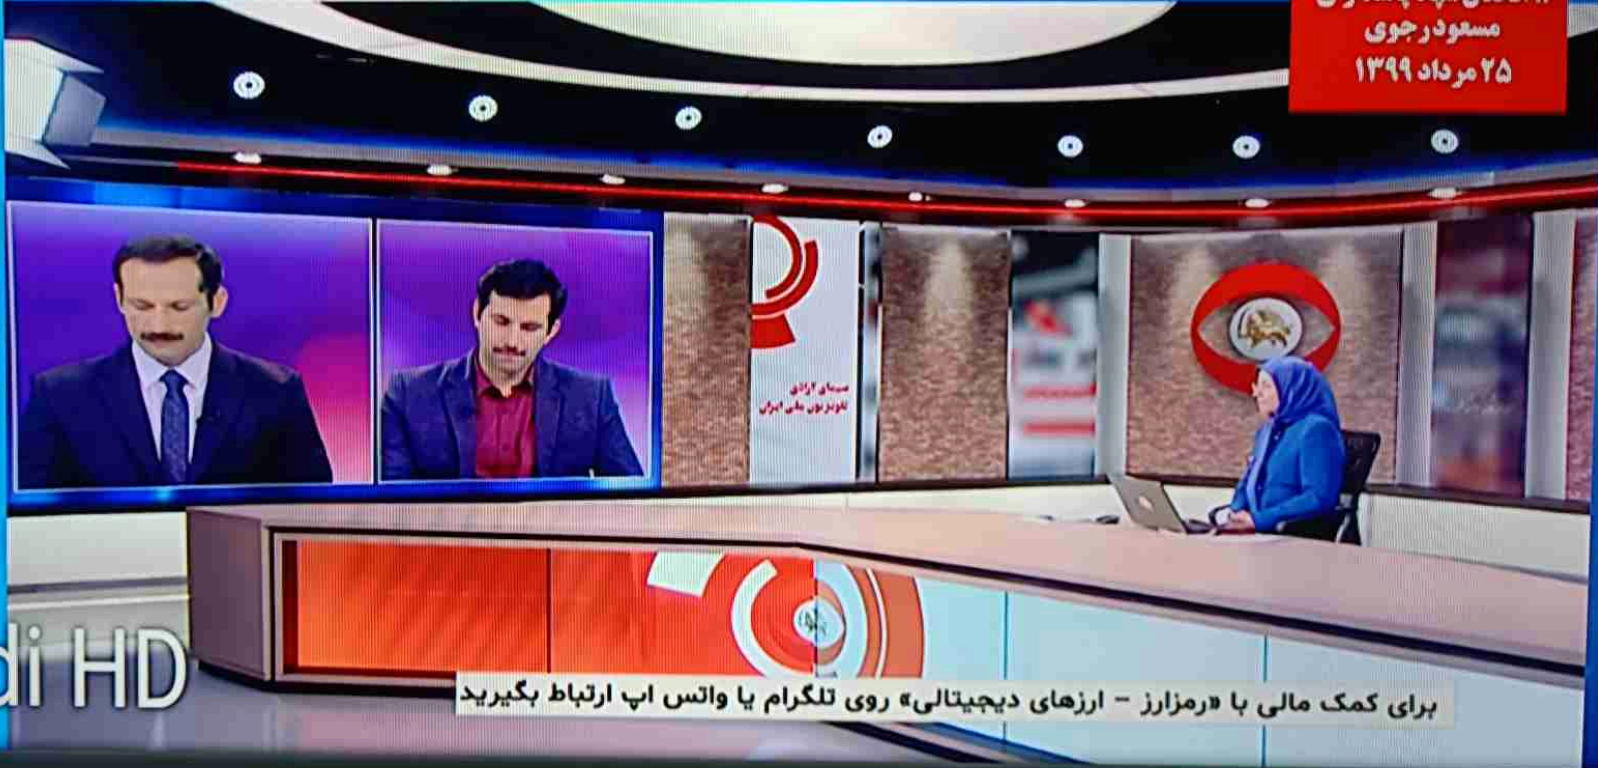 مسعود رجوی
۲۵ مرداد ۱۳۹۹
سیمای آزادی
تلویزیون ملی ایران
di HD
برای کمک مالی با «رمزارز – ارزهای دیجیتالی» روی تلگرام یا واتس اپ ارتباط بگیرید